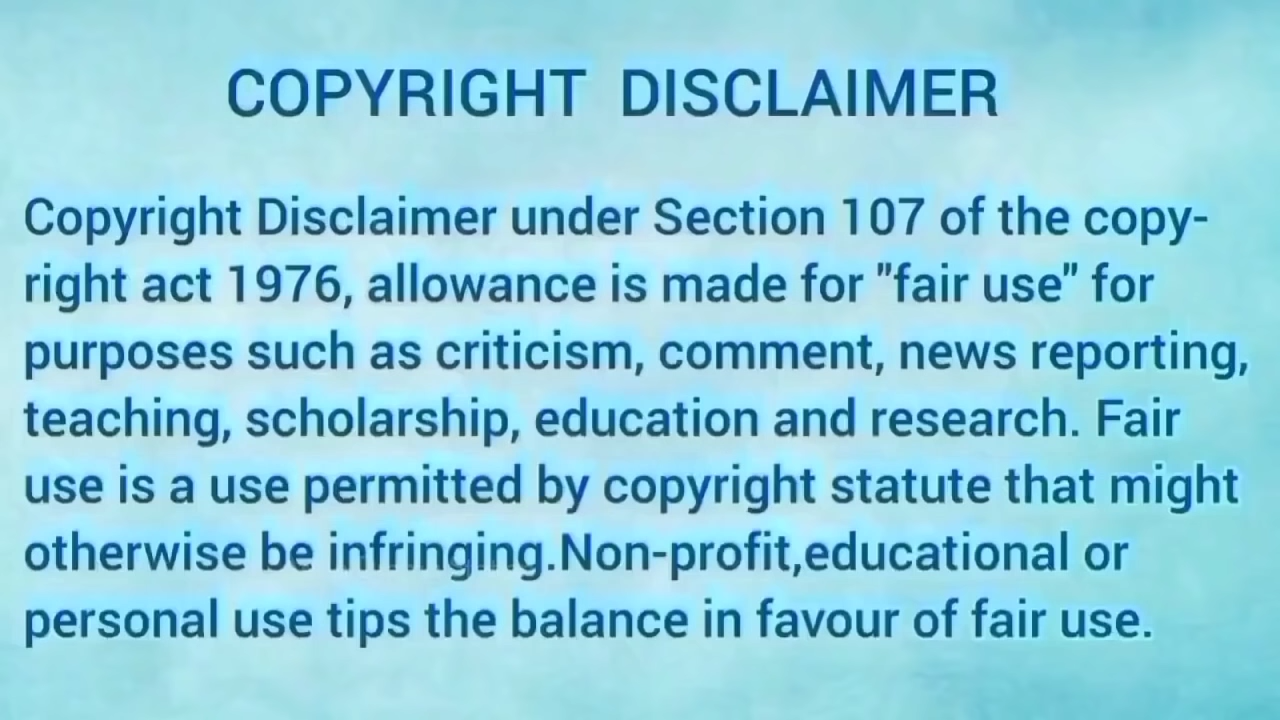 COPYRIGHT DISCLAIMER
Copyright Disclaimer under Section 107 of the copy-
right act 1976, allowance is made for "fair use" for
purposes such as criticism, comment, news reporting,
teaching, scholarship, education and research. Fair
use is a use permitted by copyright statute that might
otherwise be infringing.Non-profit,educational or
personal use tips the balance in favour of fair use.